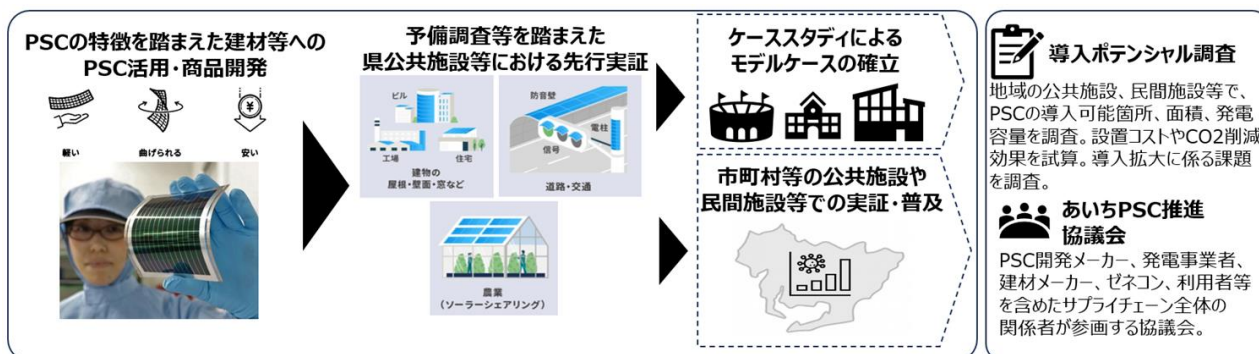 PSCの特徴を踏まえた建材等への
PSC活用・商品開発
軽い
曲げられる
¥
安い
予備調査等を踏まえた
県公共施設等における先行実証
ビル
工場
住宅
建物の
屋根・壁面・窓など
防音壁
電柱
信号
道路・交通
農業
(ソーラーシェアリング)
ケーススタディによる
モデルケースの確立
市町村等の公共施設や
民間施設等での実証・普及
導入ポテンシャル調査
地域の公共施設、民間施設等で、
PSCの導入可能箇所、面積、発電
容量を調査。設置コストやCO2削減
効果を試算。導入拡大に係る課題
を調査。
あいちPSC推進
協議会
PSC開発メーカー、発電事業者、
建材メーカー、ゼネコン、利用者等
を含めたサプライチェーン全体の
関係者が参画する協議会。